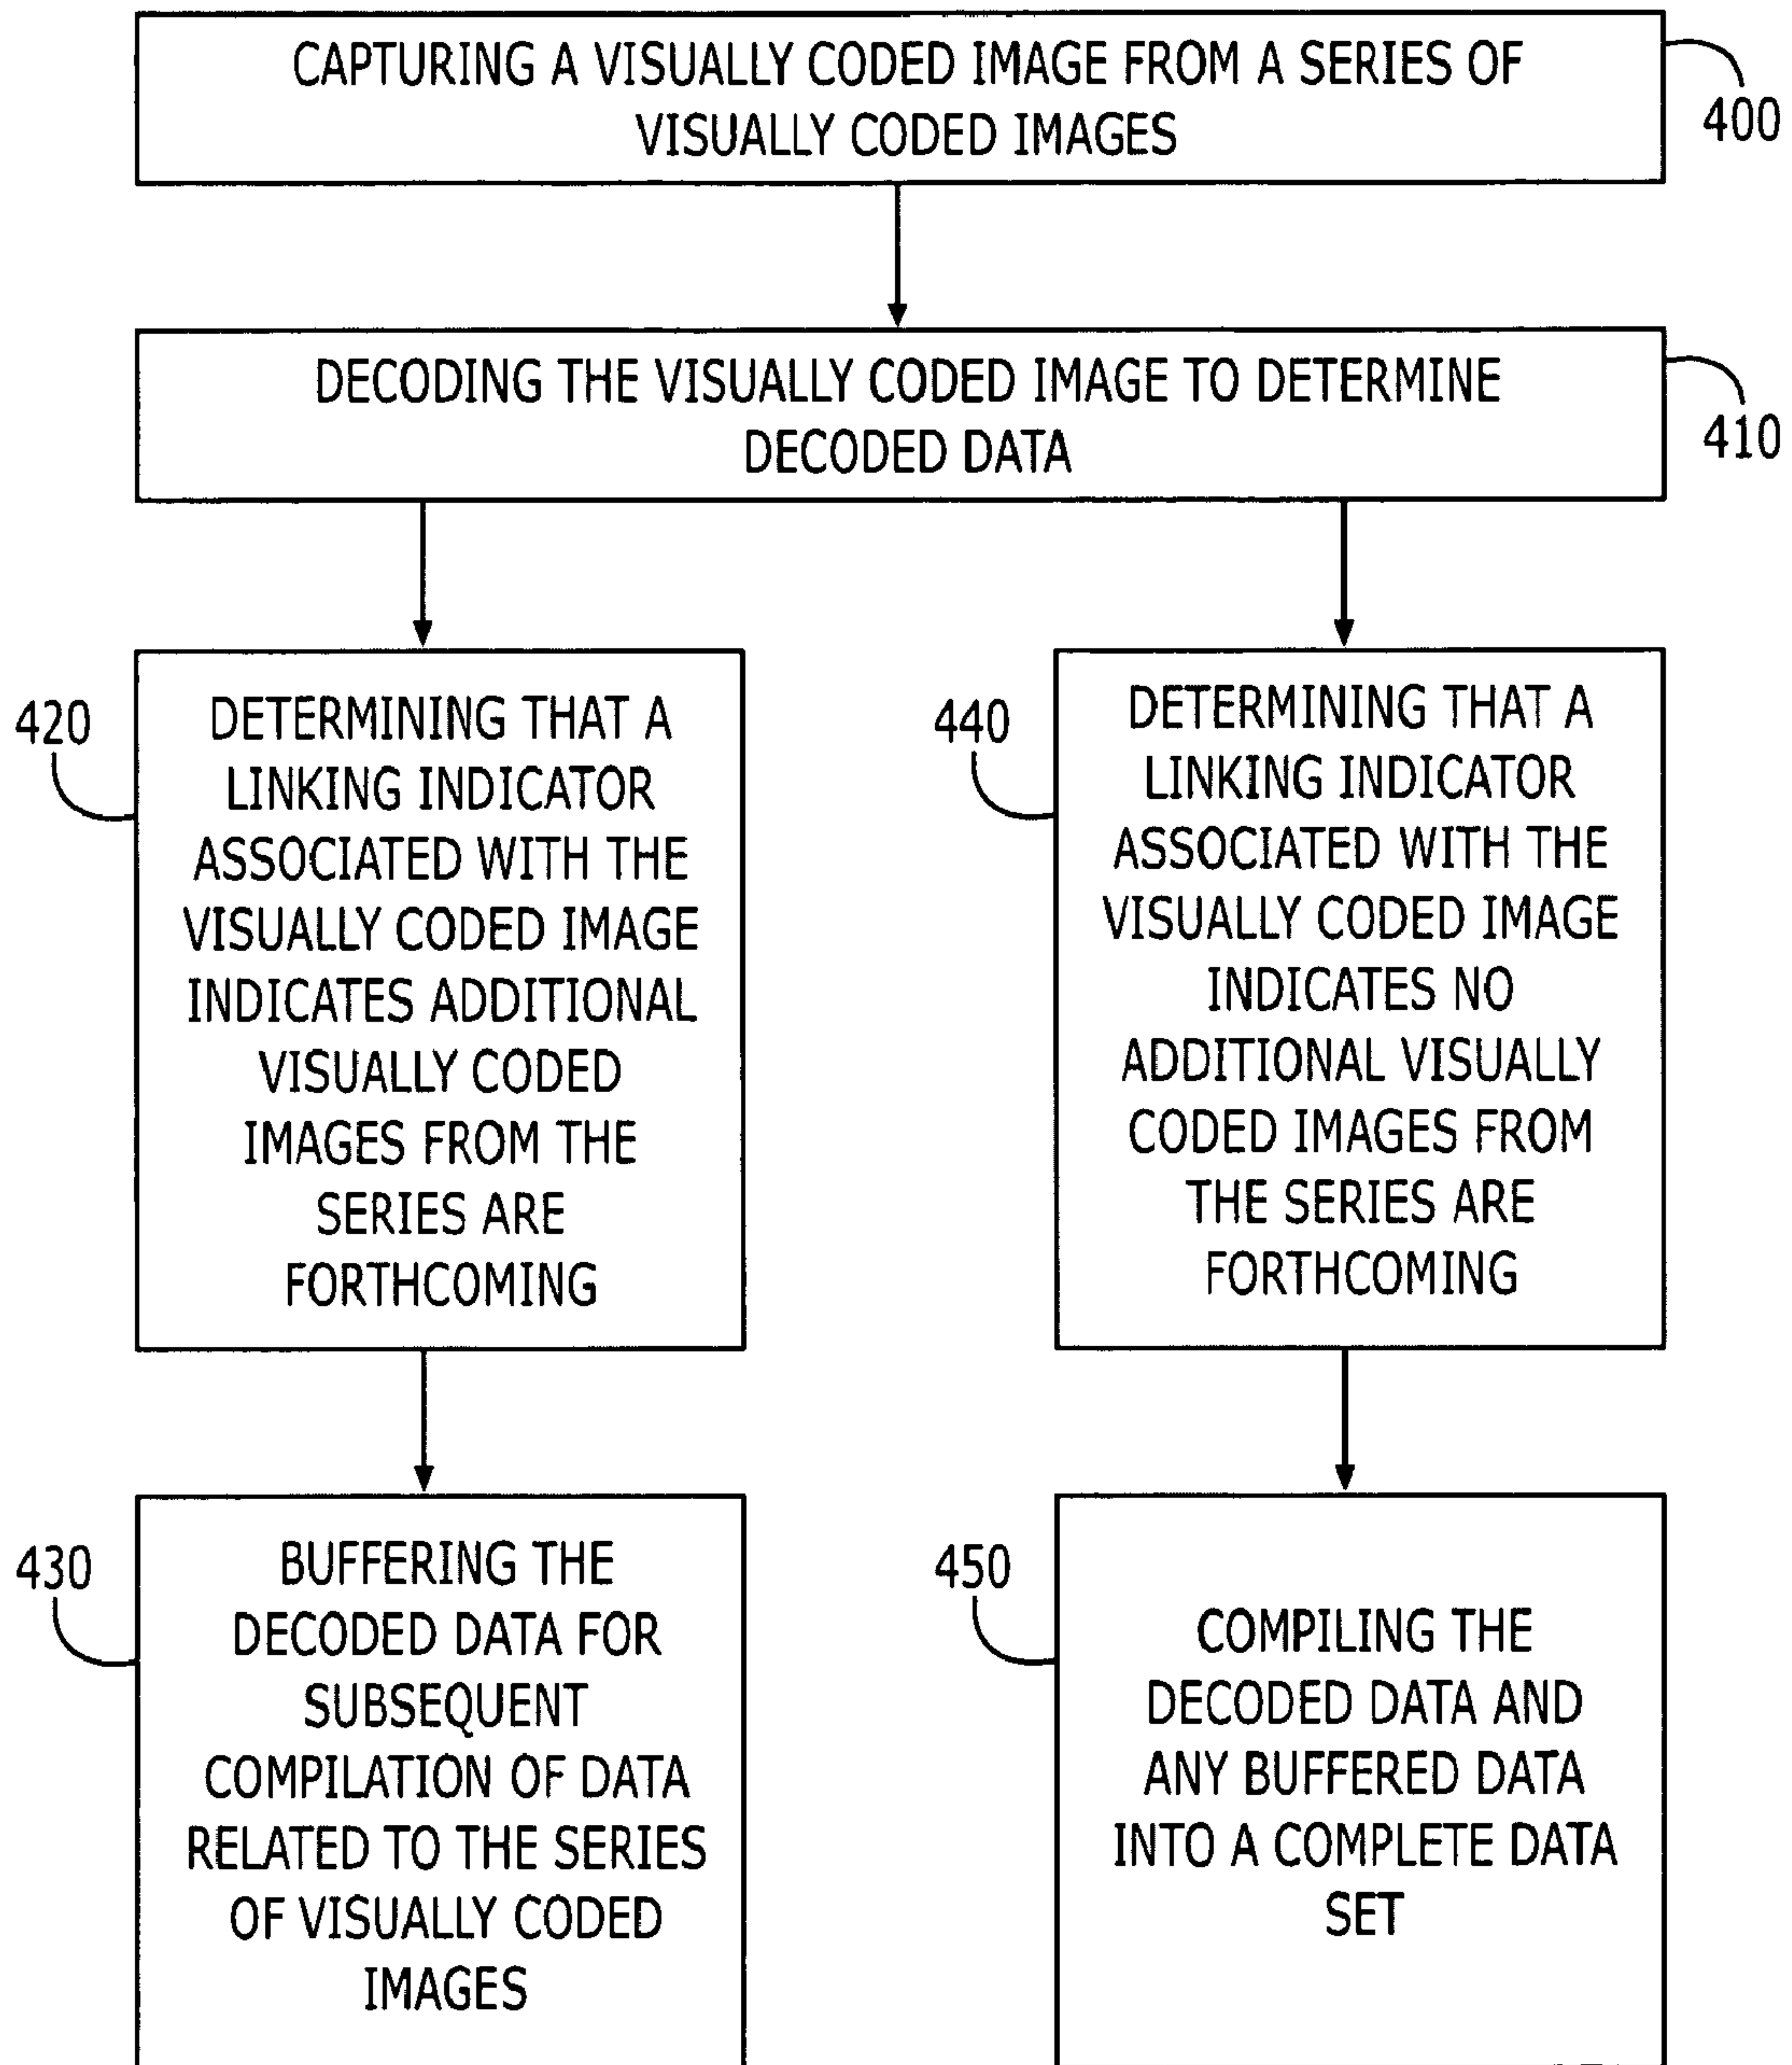 CAPTURING A VISUALLY CODED IMAGE FROM A SERIES OF
VISUALLY CODED IMAGES
400
DECODING THE VISUALLY CODED IMAGE TO DETERMINE
DECODED DATA
410
420
DETERMINING THAT A
LINKING INDICATOR
ASSOCIATED WITH THE
VISUALLY CODED IMAGE
INDICATES ADDITIONAL
VISUALLY CODED
IMAGES FROM THE
SERIES ARE
FORTHCOMING
440
DETERMINING THAT A
LINKING INDICATOR
ASSOCIATED WITH THE
VISUALLY CODED IMAGE
INDICATES NO
ADDITIONAL VISUALLY
CODED IMAGES FROM
THE SERIES ARE
FORTHCOMING
430
BUFFERING THE
DECODED DATA FOR
SUBSEQUENT
COMPILATION OF DATA
RELATED TO THE SERIES
OF VISUALLY CODED
IMAGES
450
COMPILING THE
DECODED DATA AND
ANY BUFFERED DATA
INTO A COMPLETE DATA
SET